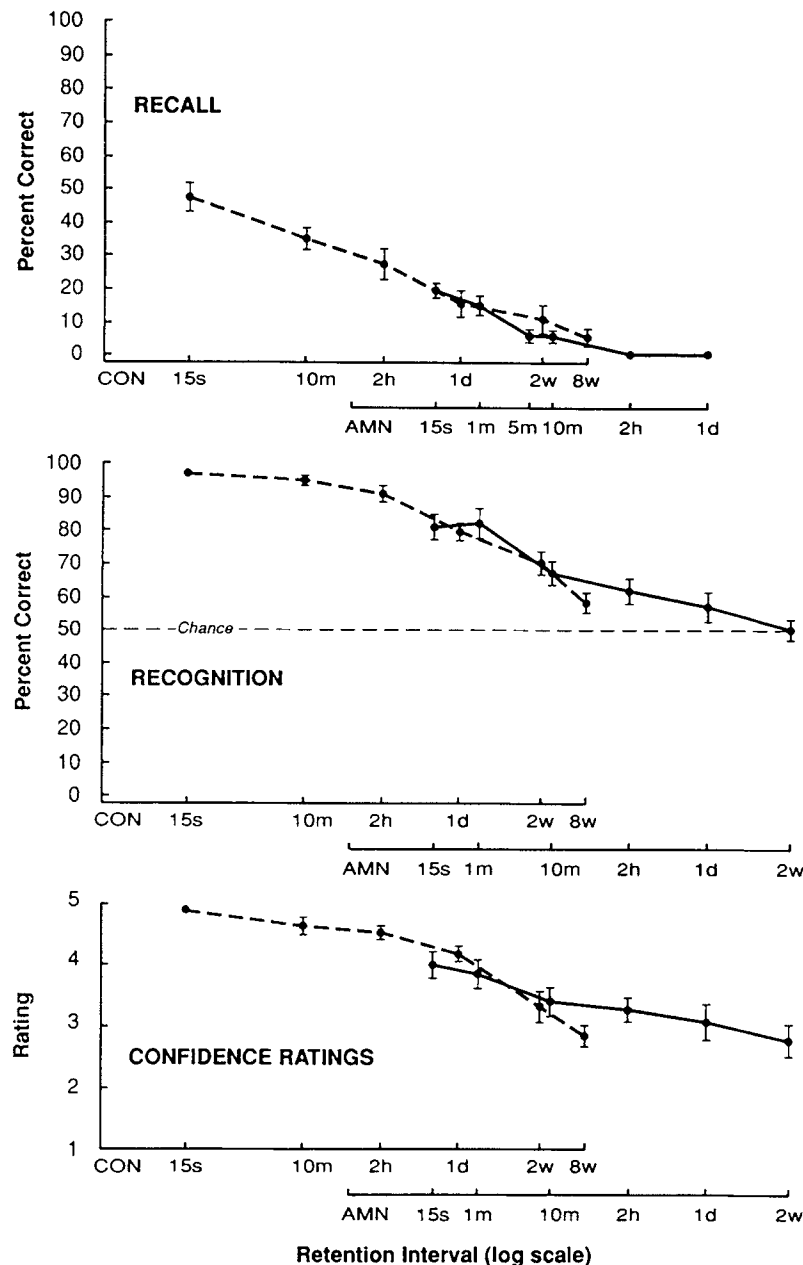 100
90
80
70
60
50
40
30
20
10
0
Percent Correct
RECALL
CON 15s 10m 2h 1d 2w 8w
AMN 15s 1m 5m 10m 2h 1d
100
90
80
70
60
50
40
30
20
10
0
Percent Correct
Chance
RECOGNITION
CON 15s 10m 2h 1d 2w 8w
AMN 15s 1m 10m 2h 1d 2w
5
4
3
2
1
Rating
CONFIDENCE RATINGS
CON 15s 10m 2h 1d 2w 8w
AMN 15s 1m 10m 2h 1d 2w
Retention Interval (log scale)